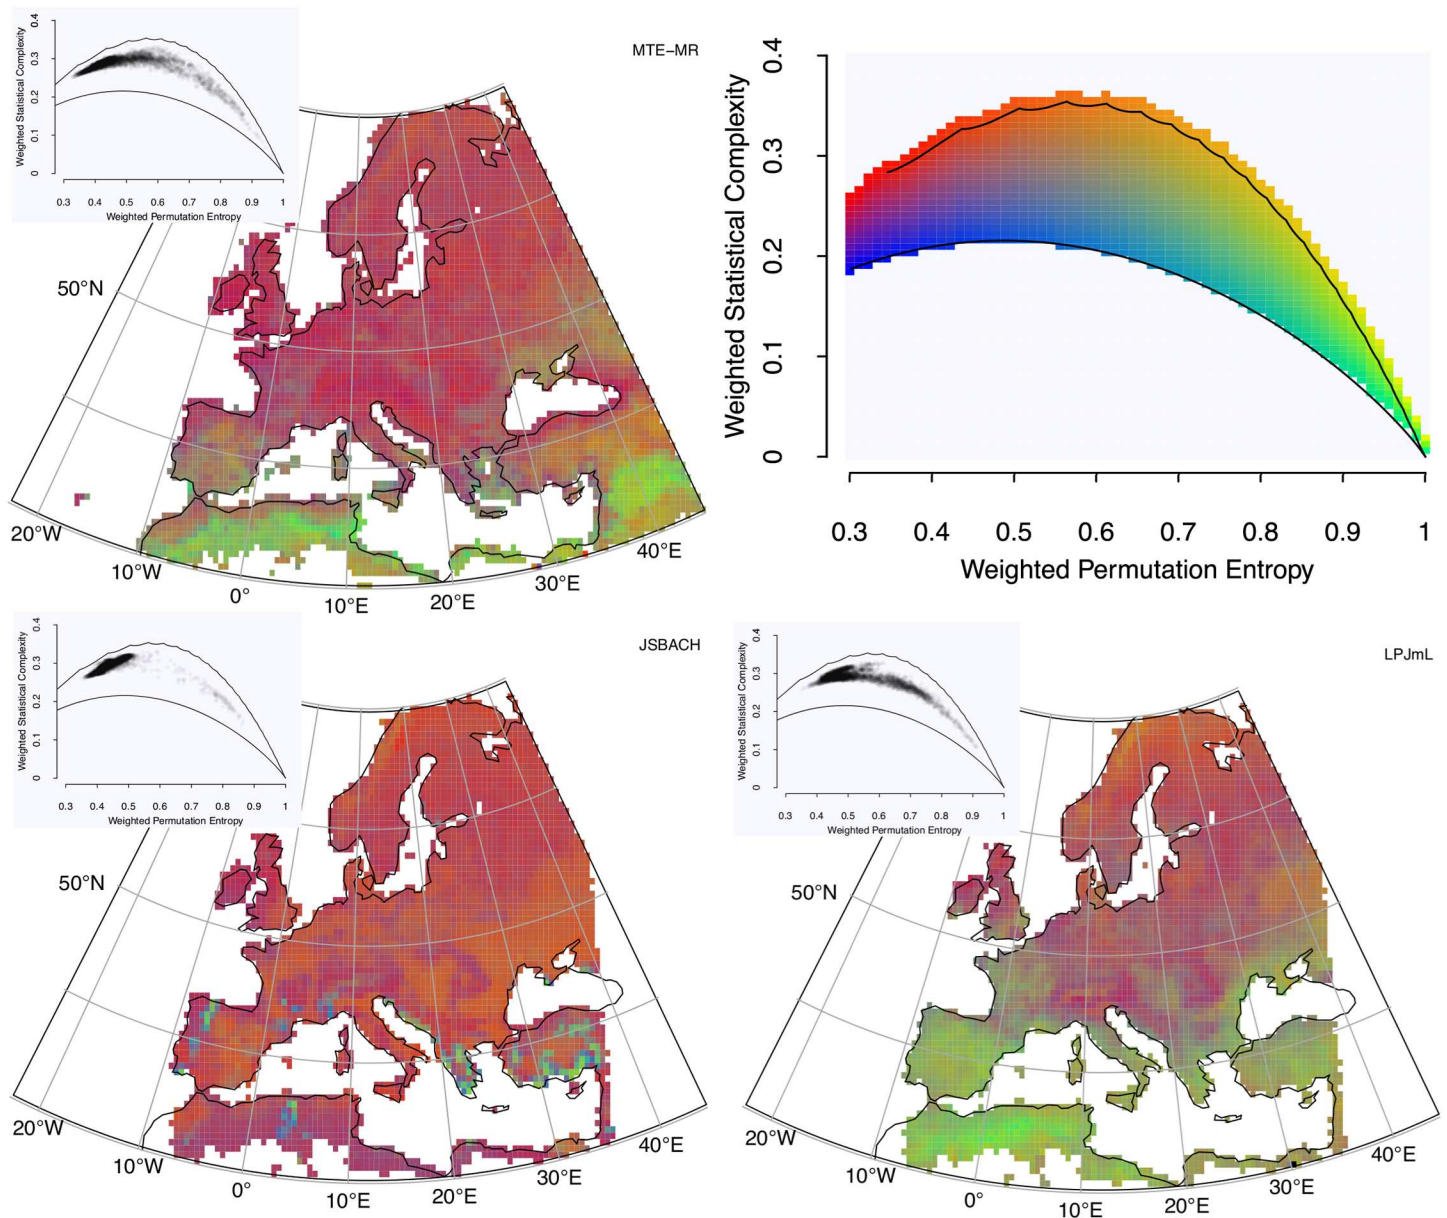 MTE−MR
0.4
0.3
0.2
0.1
0
Weighted Statistical Complexity
0.3 0.4 0.5 0.6 0.7 0.8 0.9 1
Weighted Permutation Entropy
50°N
20°W
10°W
0°
10°E
20°E
30°E
40°E
0.4
0.3
0.2
0.1
0
Weighted Statistical Complexity
0.3 0.4 0.5 0.6 0.7 0.8 0.9 1
Weighted Permutation Entropy
JSBACH
0.4
0.3
0.2
0.1
0
Weighted Statistical Complexity
0.3 0.4 0.5 0.6 0.7 0.8 0.9 1
Weighted Permutation Entropy
50°N
20°W
10°W
0°
10°E
20°E
30°E
40°E
LPJmL
0.4
0.3
0.2
0.1
0
Weighted Statistical Complexity
0.3 0.4 0.5 0.6 0.7 0.8 0.9 1
Weighted Permutation Entropy
50°N
20°W
10°W
0°
10°E
20°E
30°E
40°E